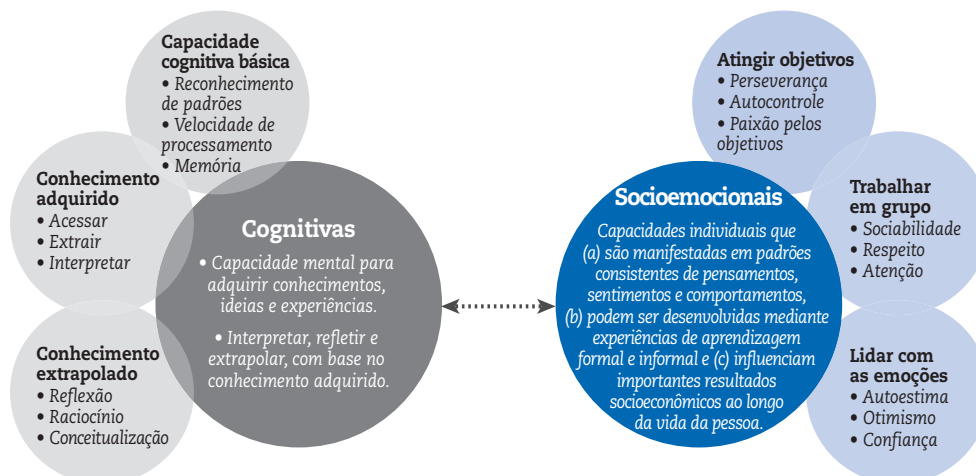 Capacidade
cognitiva básica
• Reconhecimento
de padrões
• Velocidade de
processamento
• Memória
Conhecimento
adquirido
• Acessar
• Extrair
• Interpretar
Conhecimento
extrapolado
• Reflexão
• Raciocínio
• Conceitualização
Cognitivas
• Capacidade mental para
adquirir conhecimentos,
ideias e experiências.
• Interpretar, refletir e
extrapolar, com base no
conhecimento adquirido.
Socioemocionais
Capacidades individuais que
(a) são manifestadas em padrões
consistentes de pensamentos,
sentimentos e comportamentos,
(b) podem ser desenvolvidas mediante
experiências de aprendizagem
formal e informal e (c) influenciam
importantes resultados
socioeconômicos ao longo
da vida da pessoa.
Atingir objetivos
• Perseverança
• Autocontrole
• Paixão pelos
objetivos
Trabalhar
em grupo
• Sociabilidade
• Respeito
• Atenção
Lidar com
as emoções
• Autoestima
• Otimismo
• Confiança